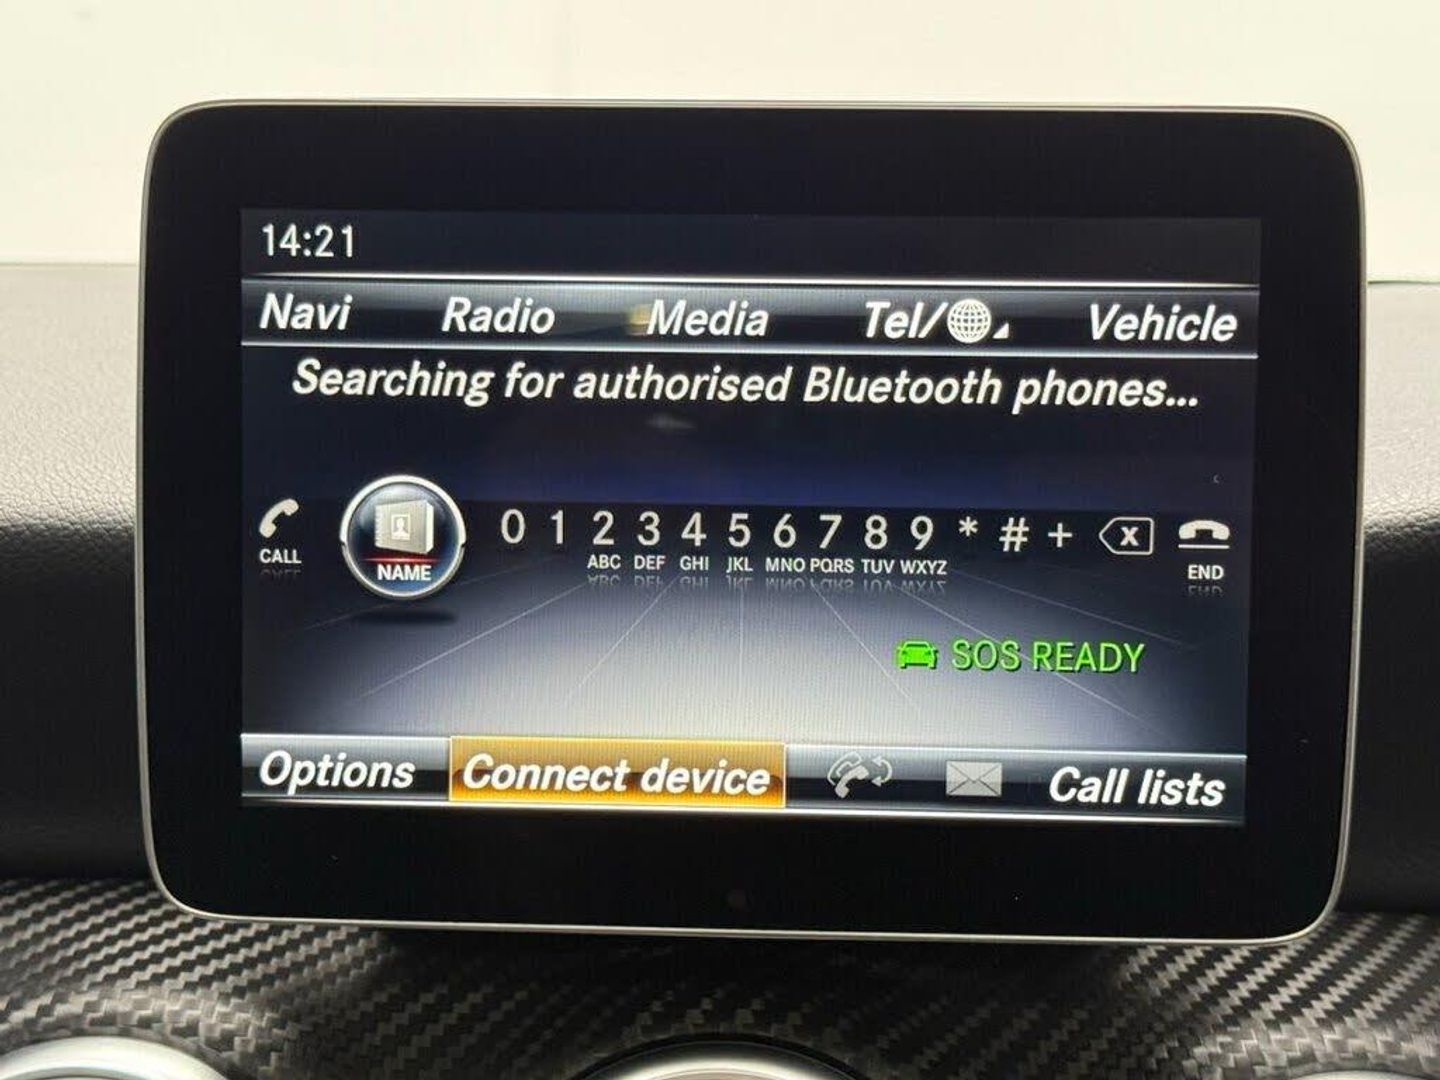 14:21
Navi Radio Media Tel/ Vehicle
Searching for authorised Bluetooth phones...
CALL NAME 0 1 2 3 4 5 6 7 8 9 * # + x END
ABC DEF GHI JKL MNO PQRS TUV WXYZ
SOS READY
Options Connect device Call lists